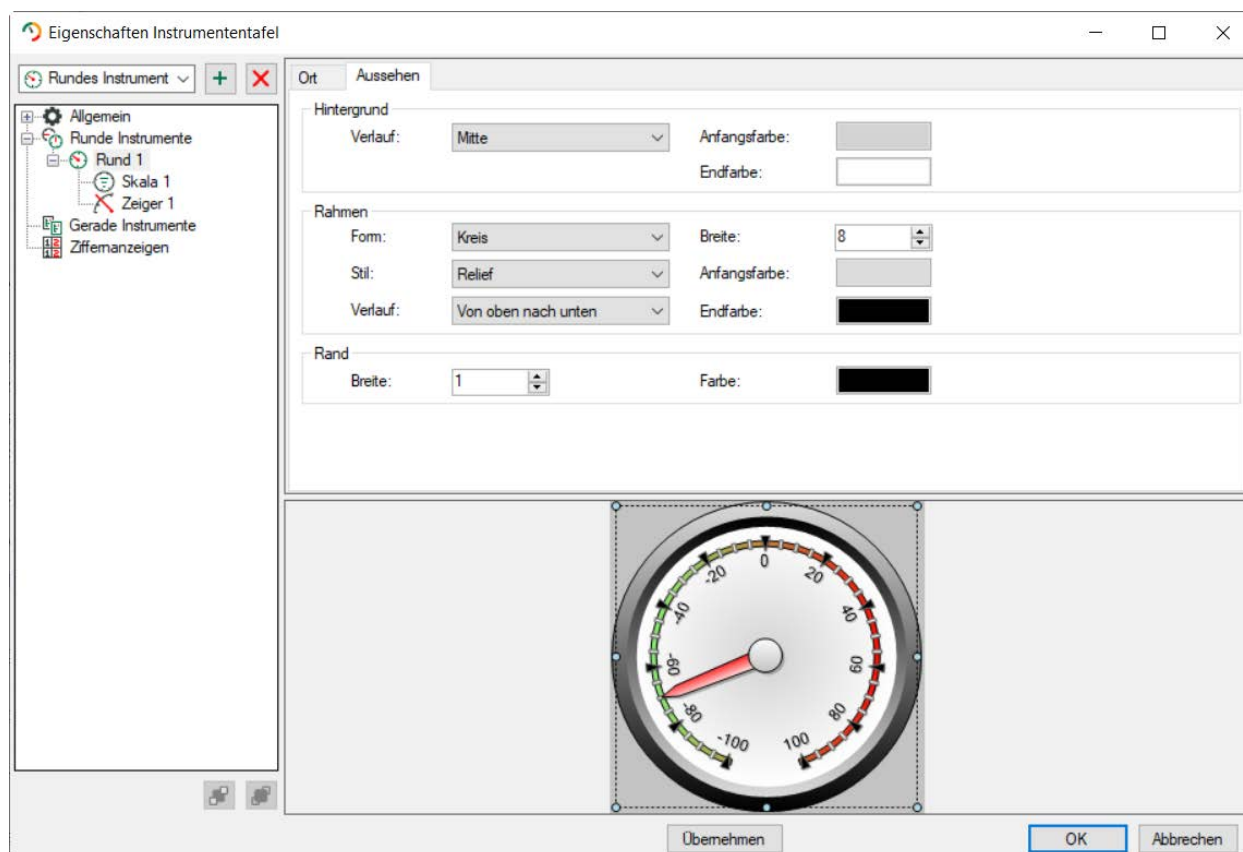 Eigenschaften Instrumententafel
Rundes Instrument
Allgemein
Runde Instrumente
Rund 1
Skala 1
Zeiger 1
Gerade Instrumente
Ziffernanzeigen
Ort Aussehen
Hintergrund
Verlauf: Mitte Anfangsfarbe:
Endfarbe:
Rahmen
Form: Kreis Breite: 8
Stil: Relief Anfangsfarbe:
Verlauf: Von oben nach unten Endfarbe:
Rand
Breite: 1 Farbe:
-100
-80
-60
-40
-20
0
20
40
60
80
100
Übernehmen OK Abbrechen